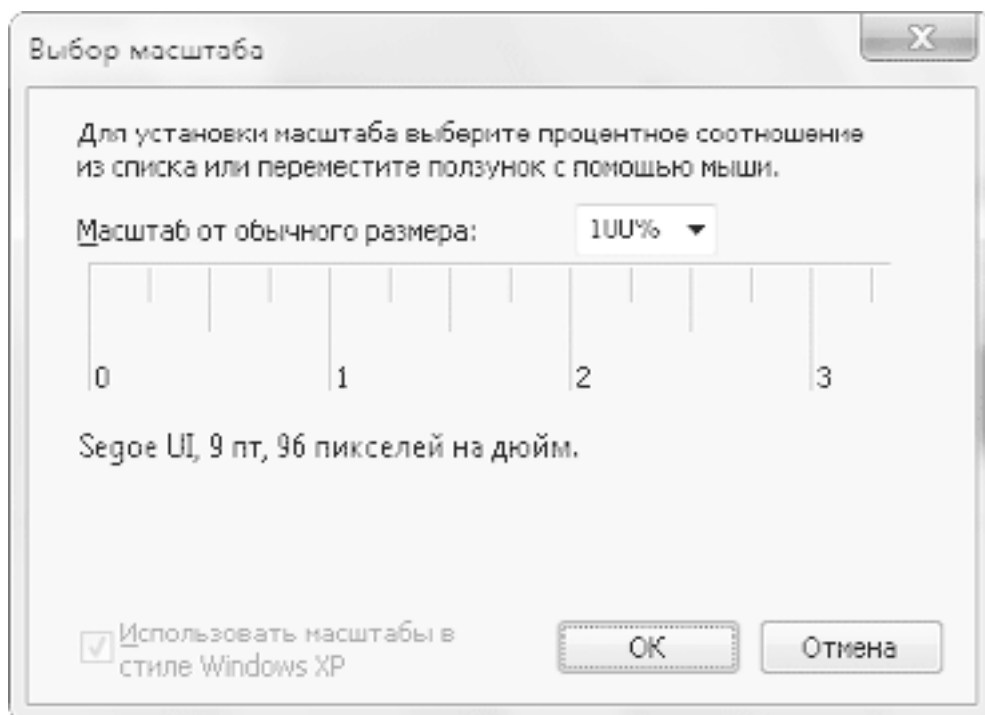 Выбор масштаба
Для установки масштаба выберите процентное соотношение
из списка или переместите ползунок с помощью мыши.
Масштаб от обычного размера: 100%
0 1 2 3
Segoe UI, 9 пт, 96 пикселей на дюйм.
Использовать масштабы в
стиле Windows XP
ОК Отмена